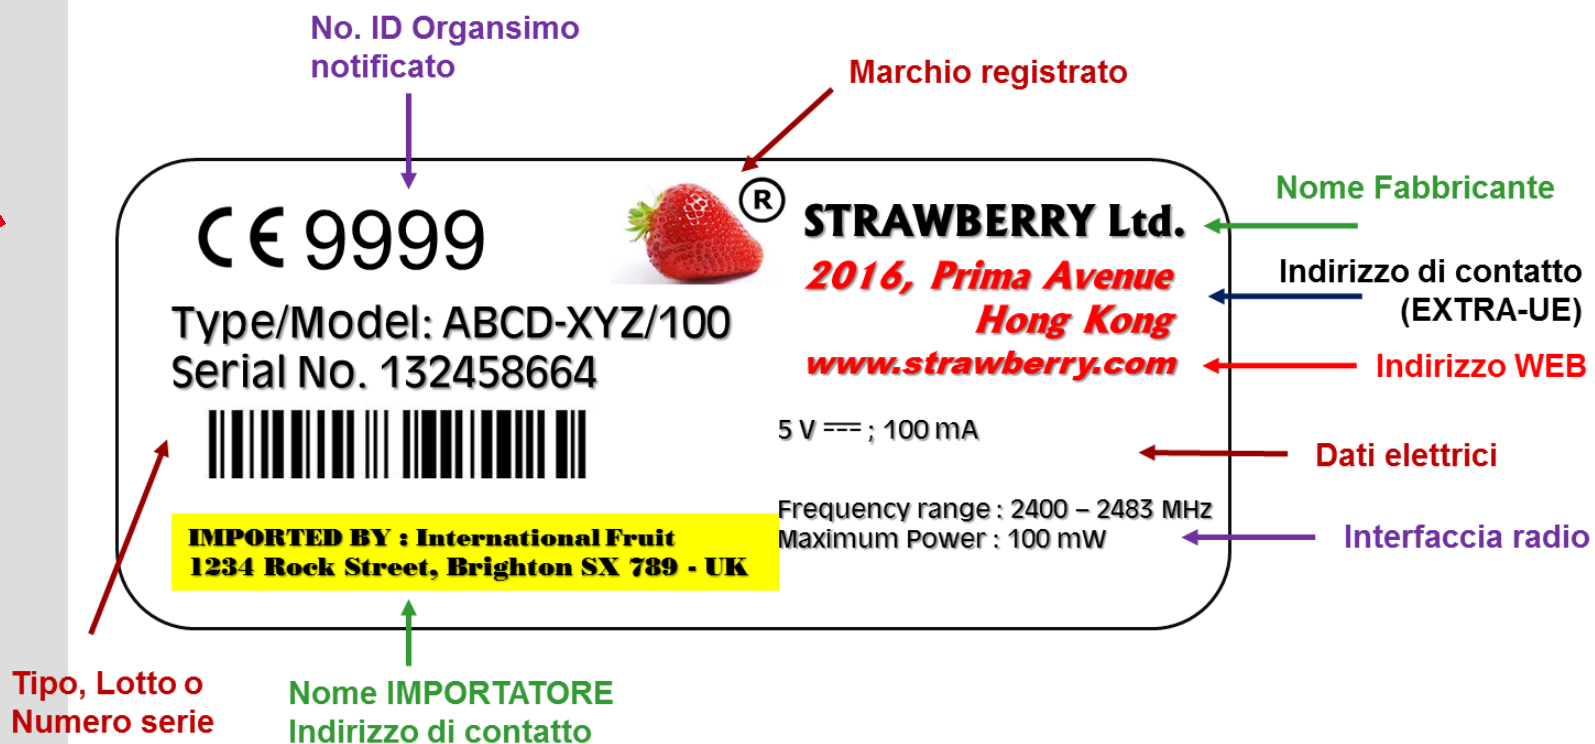 No. ID Organsimo
notificato
Marchio registrato
Nome Fabbricante
CE 9999
®
STRAWBERRY Ltd.
2016, Prima Avenue
Hong Kong
www.strawberry.com
Indirizzo di contatto
(EXTRA-UE)
Indirizzo WEB
Type/Model: ABCD-XYZ/100
Serial No. 132458664
5 V ⎓ ; 100 mA
Dati elettrici
Frequency range : 2400 – 2483 MHz
Maximum Power : 100 mW
Interfaccia radio
IMPORTED BY : International Fruit
1234 Rock Street, Brighton SX 789 - UK
Tipo, Lotto o
Numero serie
Nome IMPORTATORE
Indirizzo di contatto